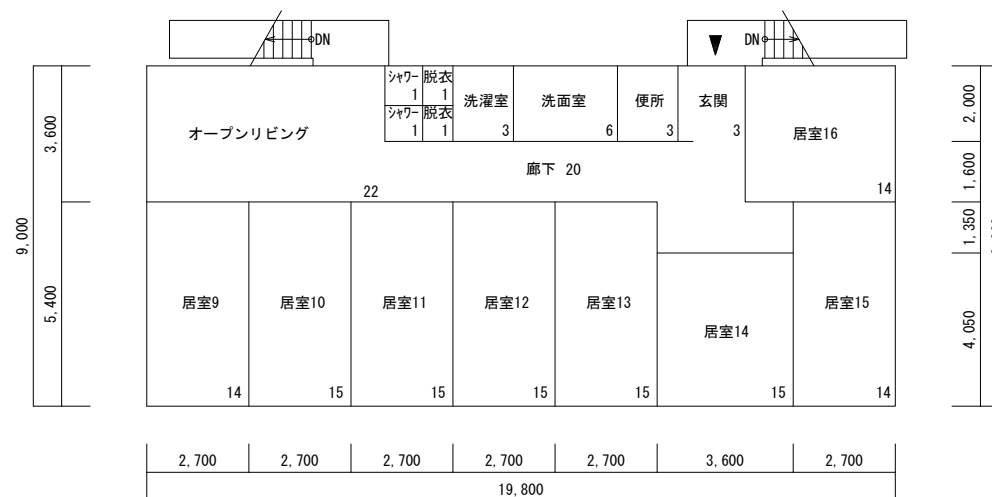 DN
DN
シャワー
1
脱衣
1
シャワー
1
脱衣
1
洗濯室
3
洗面室
6
便所
3
玄関
3
オープンリビング
22
廊下 20
居室16
14
居室9
14
居室10
15
居室11
15
居室12
15
居室13
15
居室14
15
居室15
14
9,000
3,600
5,400
2,000
1,600
1,350
4,050
2,700
2,700
2,700
2,700
2,700
3,600
2,700
19,800